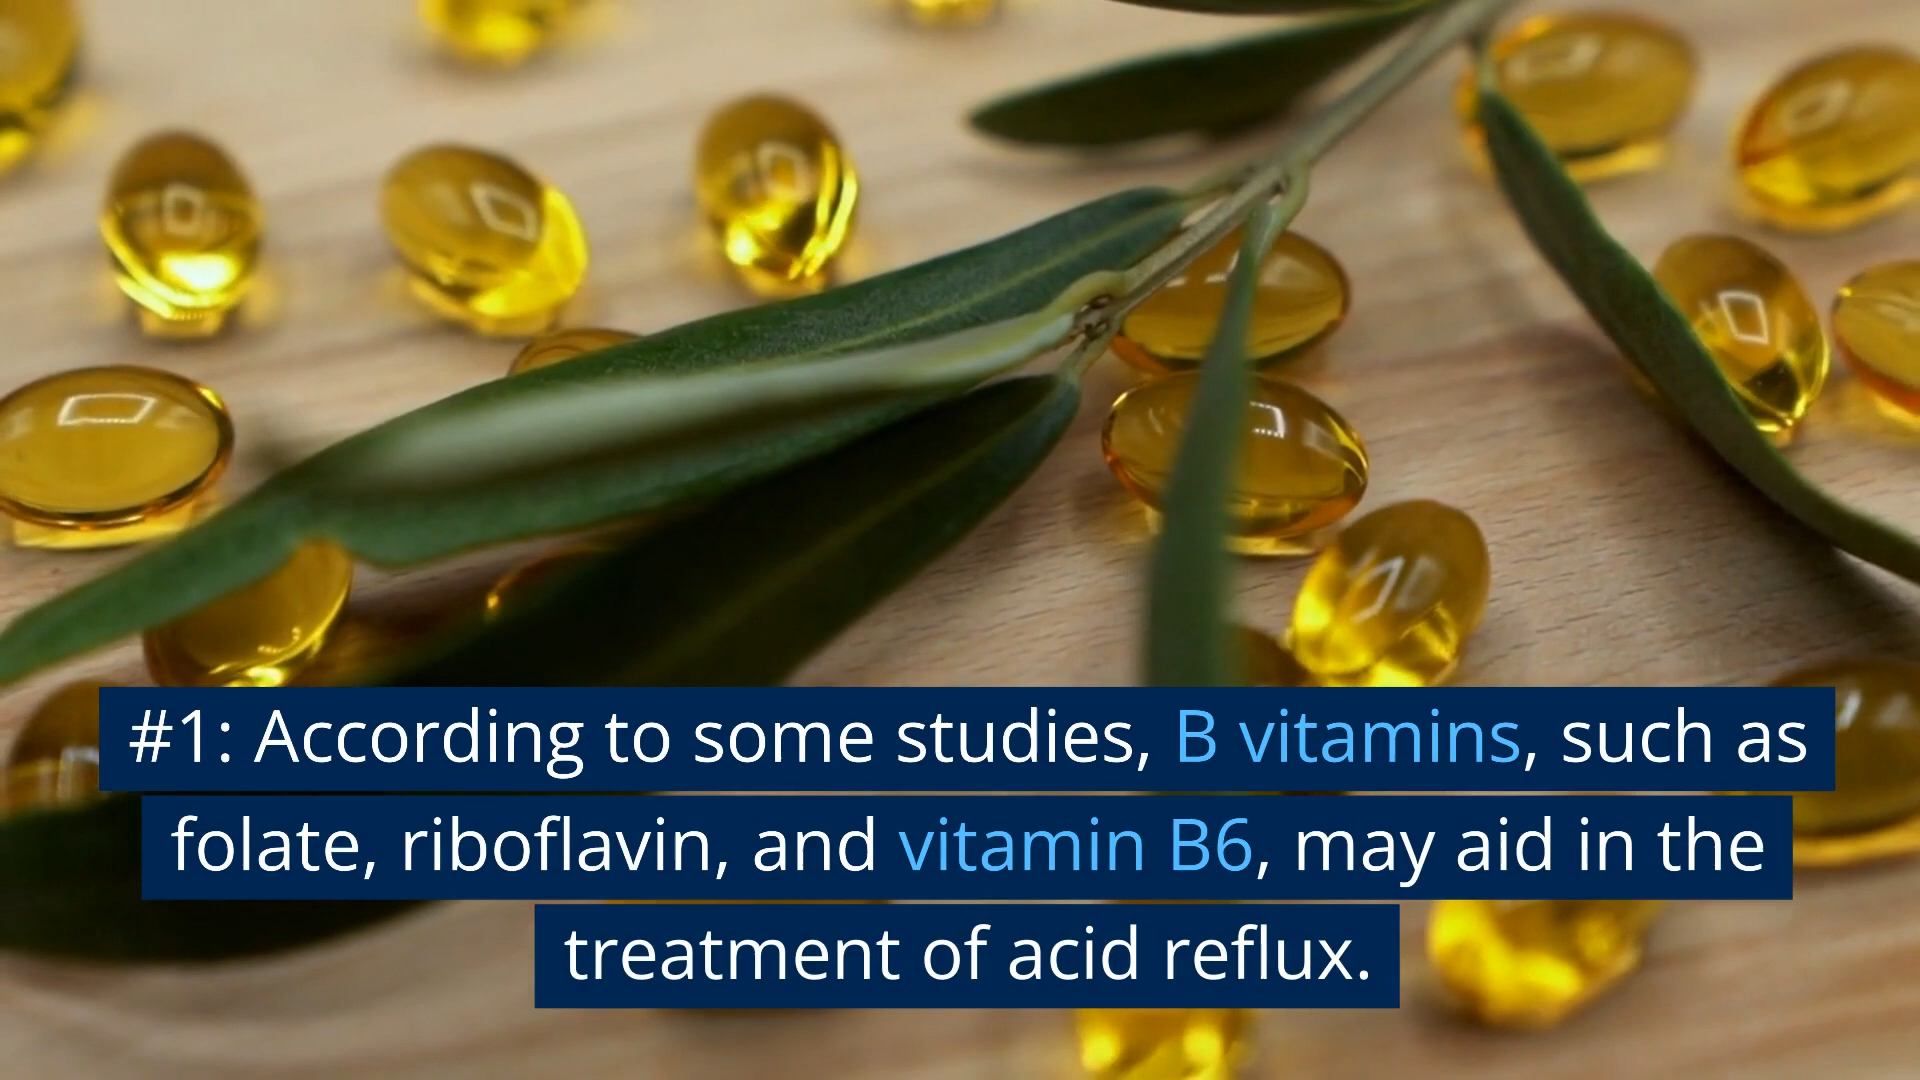 #1: According to some studies, B vitamins, such as
folate, riboflavin, and vitamin B6, may aid in the
treatment of acid reflux.